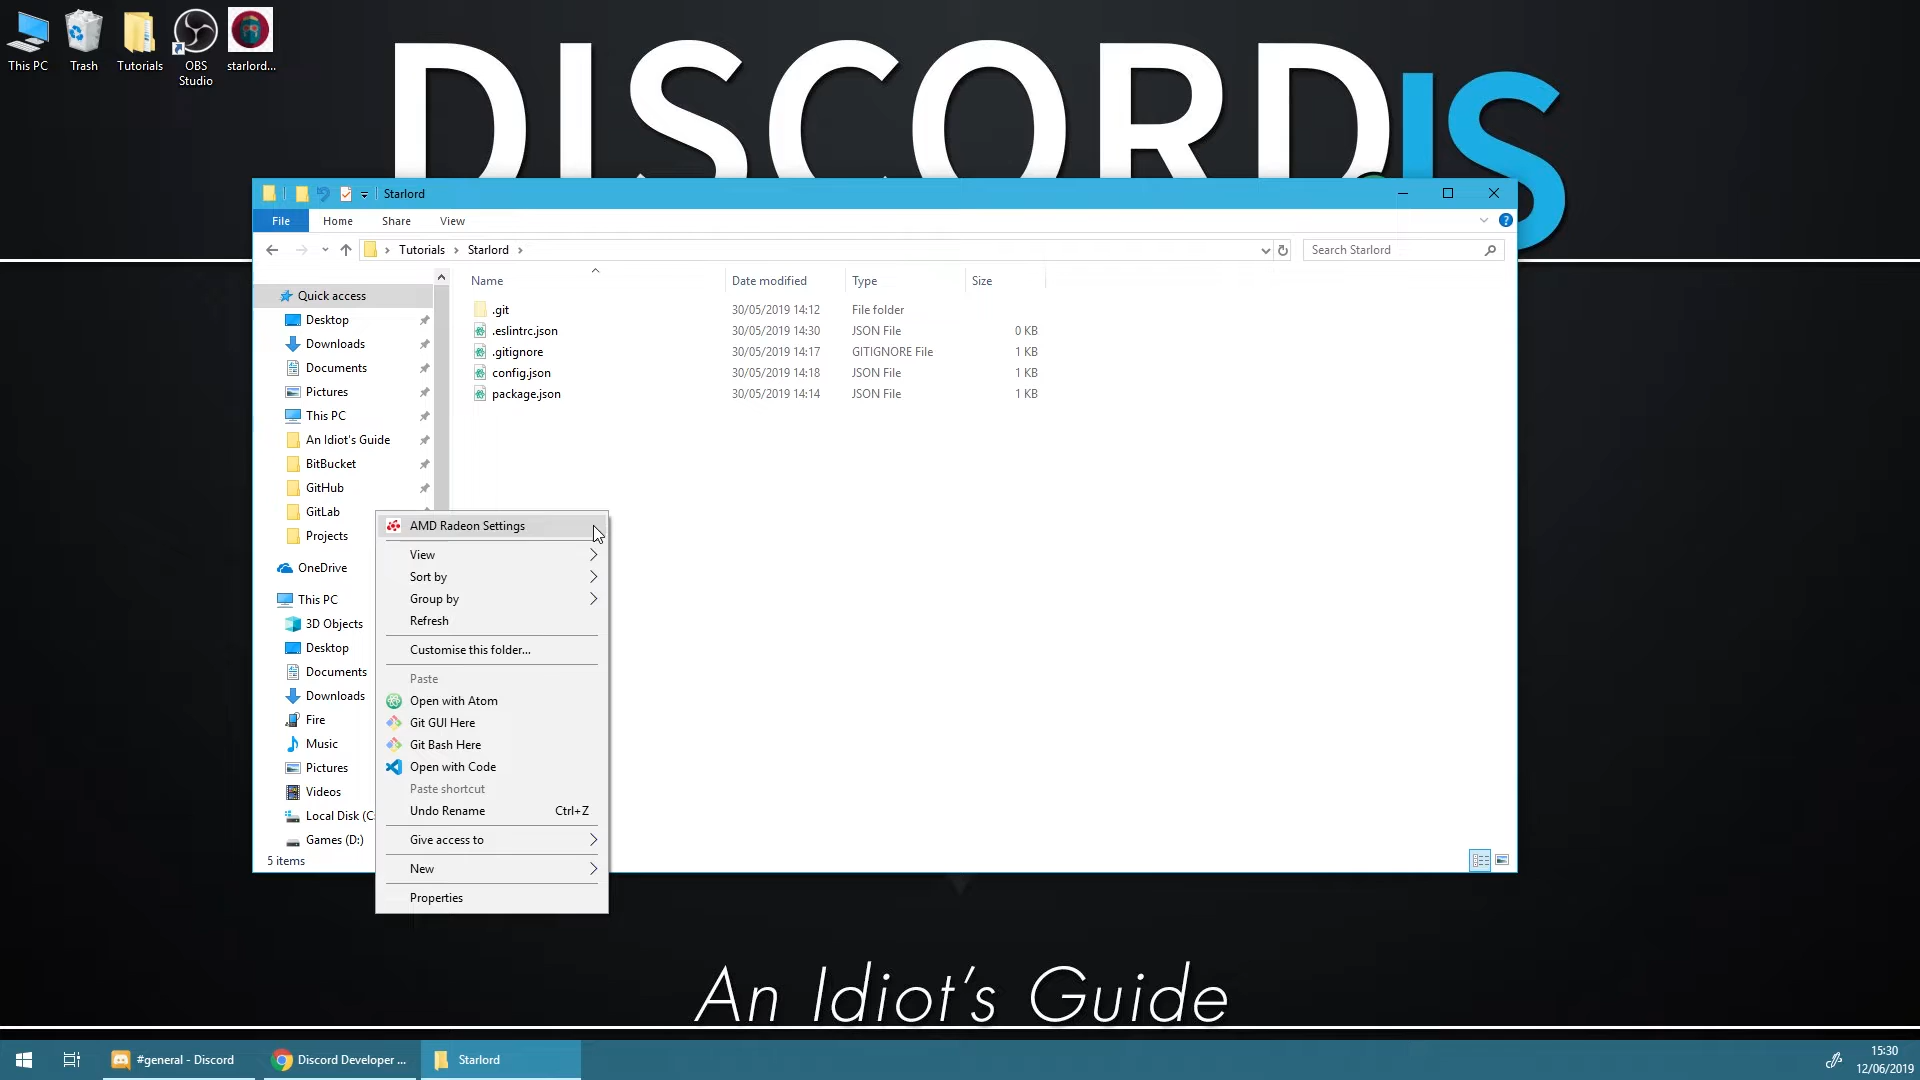 This PC
Trash
Tutorials
OBS
Studio
starlord...
DISCORD.JS
Starlord
File
Home
Share
View
Tutorials
Starlord
Search Starlord
Name
Date modified
Type
Size
Quick access
Desktop
Downloads
Documents
Pictures
This PC
An Idiot's Guide
BitBucket
GitHub
GitLab
Projects
OneDrive
This PC
3D Objects
Desktop
Documents
Downloads
Fire
Music
Pictures
Videos
Local Disk (C:
Games (D:)
.git 30/05/2019 14:12 File folder
.eslintrc.json 30/05/2019 14:30 JSON File 0 KB
.gitignore 30/05/2019 14:17 GITIGNORE File 1 KB
config.json 30/05/2019 14:18 JSON File 1 KB
package.json 30/05/2019 14:14 JSON File 1 KB
AMD Radeon Settings
View
Sort by
Group by
Refresh
Customise this folder...
Paste
Open with Atom
Git GUI Here
Git Bash Here
Open with Code
Paste shortcut
Undo Rename Ctrl+Z
Give access to
New
Properties
5 items
An Idiot's Guide
#general - Discord
Discord Developer ...
Starlord
15:30
12/06/2019